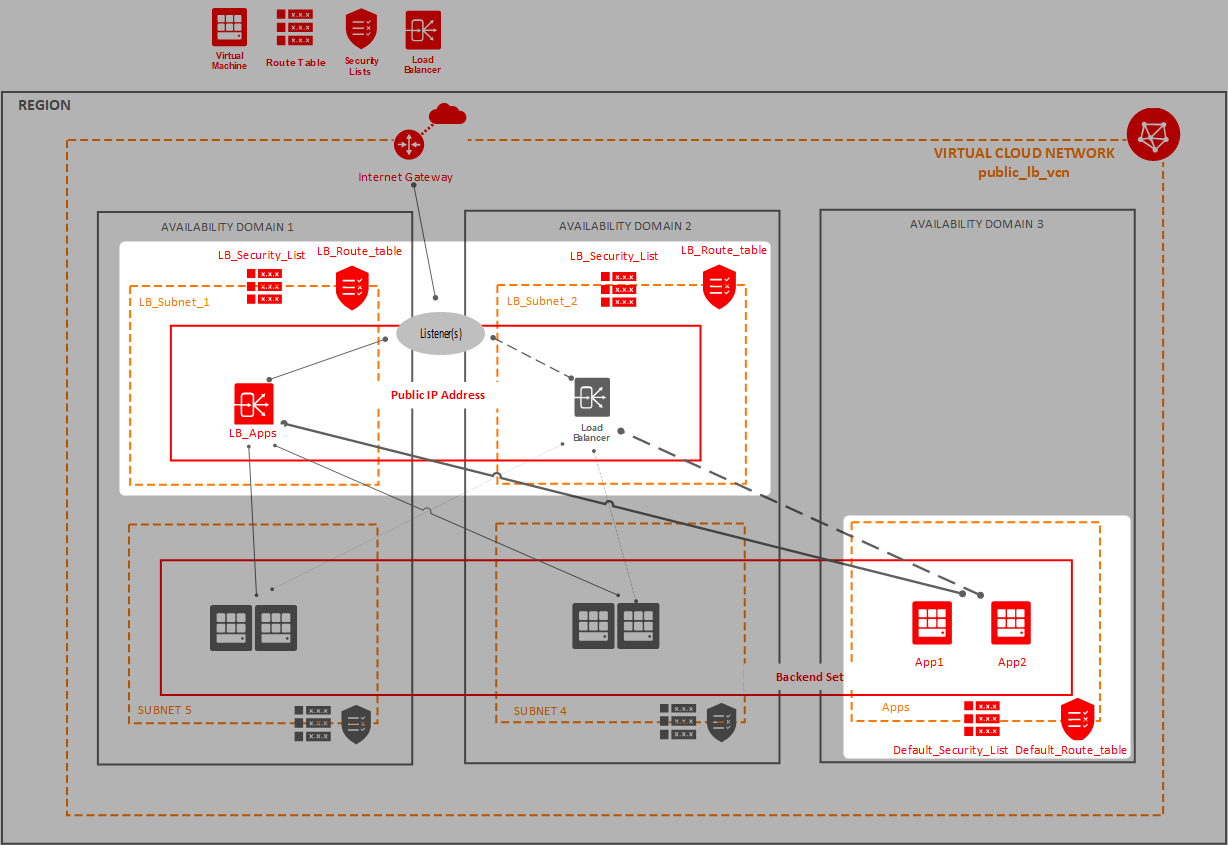 Virtual
Machine
Route Table
Security
Lists
Load
Balancer
REGION
VIRTUAL CLOUD NETWORK
public_lb_vcn
Internet Gateway
AVAILABILITY DOMAIN 1
AVAILABILITY DOMAIN 2
AVAILABILITY DOMAIN 3
LB_Security_List
LB_Route_table
LB_Security_List
LB_Route_table
LB_Subnet_1
LB_Subnet_2
Listener(s)
Public IP Address
LB_Apps
Load
Balancer
App1
App2
Backend Set
SUBNET 5
SUBNET 4
Apps
Default_Security_List
Default_Route_table